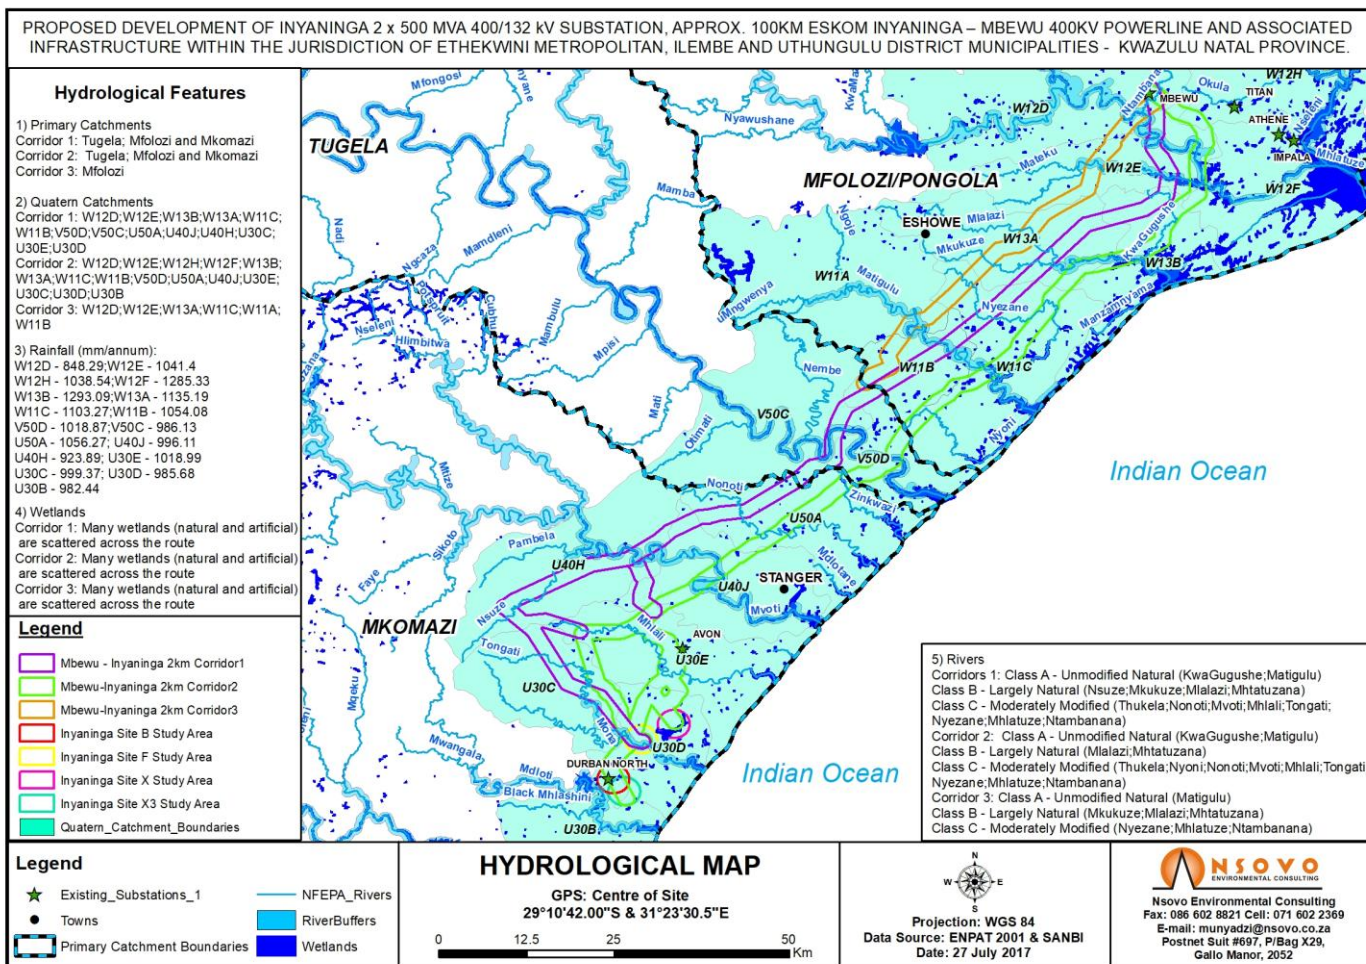 PROPOSED DEVELOPMENT OF INYANINGA 2 x 500 MVA 400/132 kV SUBSTATION, APPROX. 100KM ESKOM INYANINGA – MBEWU 400KV POWERLINE AND ASSOCIATED
INFRASTRUCTURE WITHIN THE JURISDICTION OF ETHEKWINI METROPOLITAN, ILEMBE AND UTHUNGULU DISTRICT MUNICIPALITIES - KWAZULU NATAL PROVINCE.
Hydrological Features
1) Primary Catchments
Corridor 1: Tugela; Mfolozi and Mkomazi
Corridor 2: Tugela; Mfolozi and Mkomazi
Corridor 3: Mfolozi
2) Quatern Catchments
Corridor 1: W12D;W12E;W13B;W13A;W11C;
W11B;V50D;V50C;U50A;U40J;U40H;U30C;
U30E;U30D
Corridor 2: W12D;W12E;W12H;W12F;W13B;
W13A;W11C;W11B;V50D;U50A;U40J;U30E;
U30C;U30D;U30B
Corridor 3: W12D;W12E;W13A;W11C;W11A;
W11B
3) Rainfall (mm/annum):
W12D - 848.29;W12E - 1041.4
W12H - 1038.54;W12F - 1285.33
W13B - 1293.09;W13A - 1135.19
W11C - 1103.27;W11B - 1054.08
V50D - 1018.87;V50C - 986.13
U50A - 1056.27; U40J - 996.11
U40H - 923.89; U30E - 1018.99
U30C - 999.37; U30D - 985.68
U30B - 982.44
4) Wetlands
Corridor 1: Many wetlands (natural and artificial)
are scattered across the route
Corridor 2: Many wetlands (natural and artificial)
are scattered across the route
Corridor 3: Many wetlands (natural and artificial)
are scattered across the route
Legend
Mbewu - Inyaninga 2km Corridor1
Mbewu-Inyaninga 2km Corridor2
Mbewu-Inyaninga 2km Corridor3
Inyaninga Site B Study Area
Inyaninga Site F Study Area
Inyaninga Site X Study Area
Inyaninga Site X3 Study Area
Quatern_Catchment_Boundaries
Mfongosi
Nyawushane
W12D
Ntambana
MBEWU
Okula
TITAN
W12H
ATHENE
Nseleni
IMPALA
Mhlatuze
TUGELA
Mateku
W12E
W12F
MFOLOZI/PONGOLA
Mamba
Nadi
Ngcaza
Mamdleni
Ngoje
ESHOWE
Mlalazi
Mkukuze
W13A
KwaGugushe
W13B
W11A
Matigulu
uMngwenya
Nyezane
Manzamnyama
Potspruit
Cubhu
Nseleni
Hlimbitwa
Mambulu
Mpisi
Nembe
W11B
W11C
Mati
Otimati
V50C
Nyoni
V50D
Indian Ocean
Mtize
Nonoti
Zinkwazi
Sikoto
Pambela
U50A
Mdlotane
Faye
U40H
U40J
STANGER
Mvoti
Nsuze
MKOMAZI
Mhlali
AVON
U30E
Tongati
U30C
Mqeku
Mona
U30D
Mwangala
DURBAN NORTH
Mdloti
Black Mhlashini
U30B
Indian Ocean
5) Rivers
Corridors 1: Class A - Unmodified Natural (KwaGugushe;Matigulu)
Class B - Largely Natural (Nsuze;Mkukuze;Mlalazi;Mhtatuzana)
Class C - Moderately Modified (Thukela;Nonoti;Mvoti;Mhlali;Tongati;
Nyezane;Mhlatuze;Ntambanana)
Corridor 2: Class A - Unmodified Natural (KwaGugushe;Matigulu)
Class B - Largely Natural (Mlalazi;Mhtatuzana)
Class C - Moderately Modified (Thukela;Nyoni;Nonoti;Mvoti;Mhlali;Tongati
Nyezane;Mhlatuze;Ntambanana)
Corridor 3: Class A - Unmodified Natural (Matigulu)
Class B - Largely Natural (Mkukuze;Mlalazi;Mhtatuzana)
Class C - Moderately Modified (Nyezane;Mhlatuze;Ntambanana)
Legend
Existing_Substations_1
Towns
Primary Catchment Boundaries
NFEPA_Rivers
RiverBuffers
Wetlands
HYDROLOGICAL MAP
GPS: Centre of Site
29°10'42.00"S & 31°23'30.5"E
0 12.5 25 50
Km
N
W E
S
Projection: WGS 84
Data Source: ENPAT 2001 & SANBI
Date: 27 July 2017
NSOVO
ENVIRONMENTAL CONSULTING
Nsovo Environmental Consulting
Fax: 086 602 8821 Cell: 071 602 2369
E-mail: munyadzi@nsovo.co.za
Postnet Suit #697, P/Bag X29,
Gallo Manor, 2052